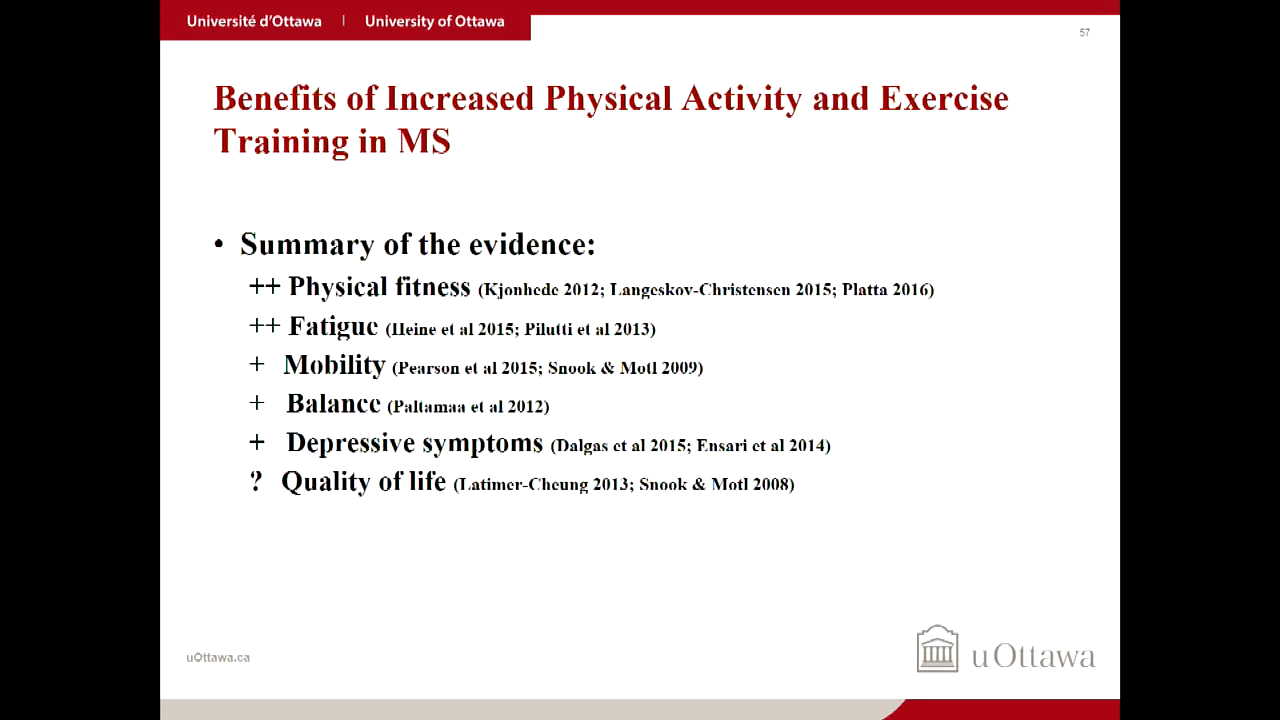 Université d'Ottawa | University of Ottawa
57
Benefits of Increased Physical Activity and Exercise
Training in MS
• Summary of the evidence:
++ Physical fitness (Kjonhede 2012; Langeskov-Christensen 2015; Platta 2016)
++ Fatigue (Heine et al 2015; Pilutti et al 2013)
+ Mobility (Pearson et al 2015; Snook & Motl 2009)
+ Balance (Paltamaa et al 2012)
+ Depressive symptoms (Dalgas et al 2015; Ensari et al 2014)
? Quality of life (Latimer-Cheung 2013; Snook & Motl 2008)
uOttawa.ca
uOttawa